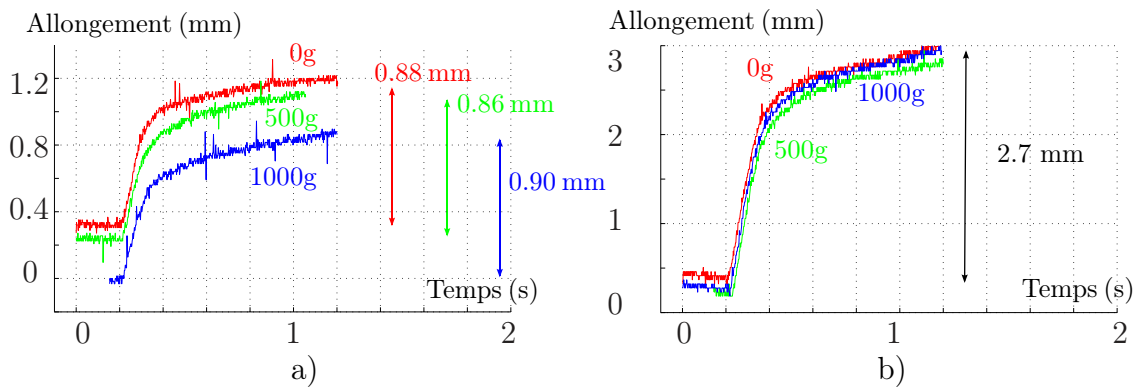 Allongement (mm)
0g
500g
1000g
0.88 mm
0.86 mm
0.90 mm
1.2
0.8
0.4
0
Temps (s)
0
1
2
a)
Allongement (mm)
0g
1000g
500g
2.7 mm
3
2
1
0
Temps (s)
0
1
2
b)